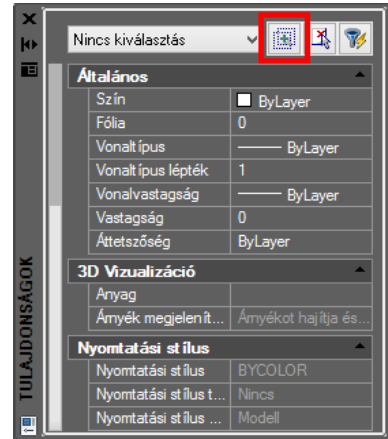 Nincs kiválasztás
Általános
Szín ByLayer
Fólia 0
Vonaltípus ByLayer
Vonaltípus lépték 1
Vonalvastagság ByLayer
Vastagság 0
Áttetszőség ByLayer
3D Vizualizáció
Anyag
Árnyék megjelenít... Árnyékot hajítja és...
Nyomtatási stílus
Nyomtatási stílus BYCOLOR
Nyomtatási stílus t... Nincs
Nyomtatási stílus ... Modell
TULAJDONSÁGOK